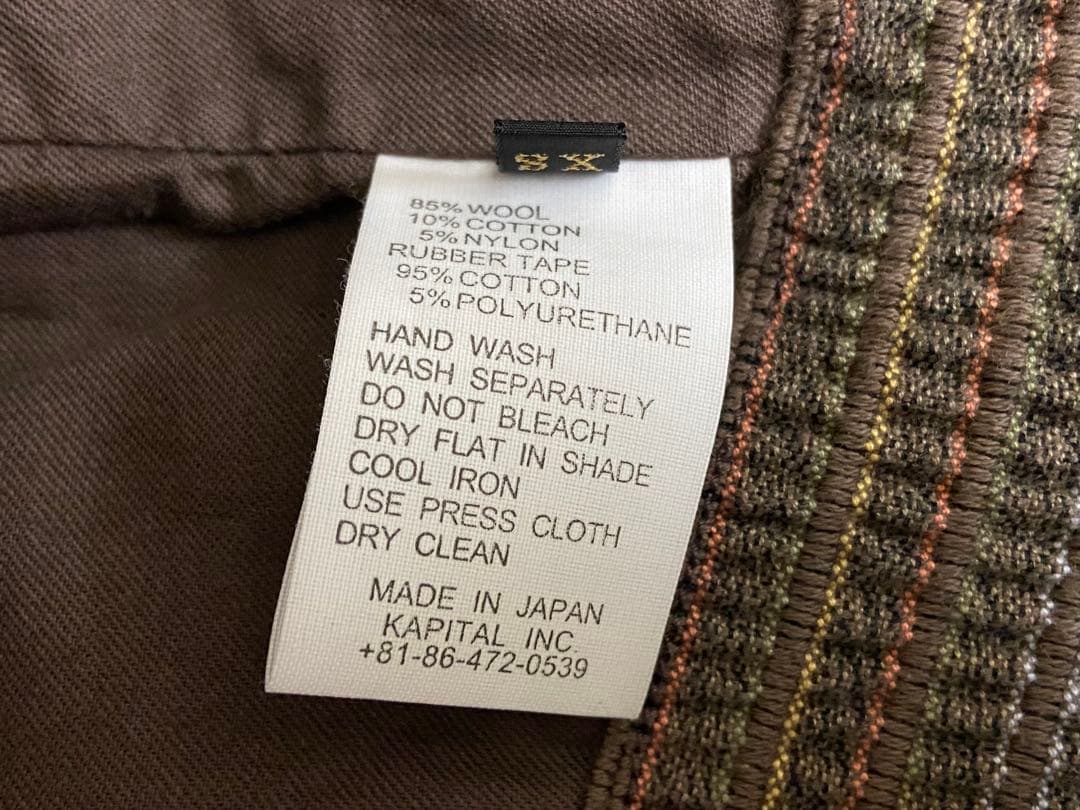 XS
85% WOOL
10% COTTON
5% NYLON
RUBBER TAPE
95% COTTON
5% POLYURETHANE
HAND WASH
WASH SEPARATELY
DO NOT BLEACH
DRY FLAT IN SHADE
COOL IRON
USE PRESS CLOTH
DRY CLEAN
MADE IN JAPAN
KAPITAL INC.
+81-86-472-0539